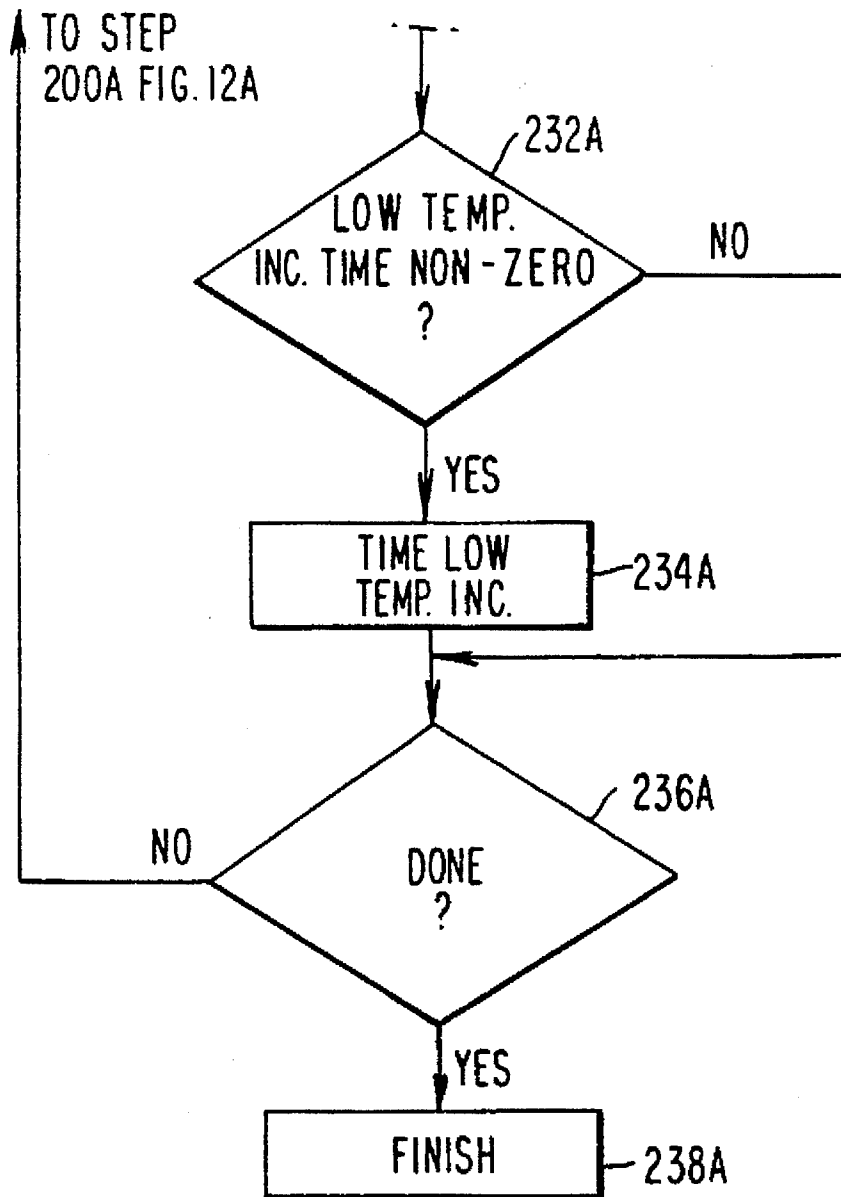 TO STEP
200A FIG. 12A
232A
LOW TEMP.
INC. TIME NON-ZERO
?
NO
YES
TIME LOW
TEMP. INC.
234A
236A
NO
DONE
?
YES
FINISH
238A